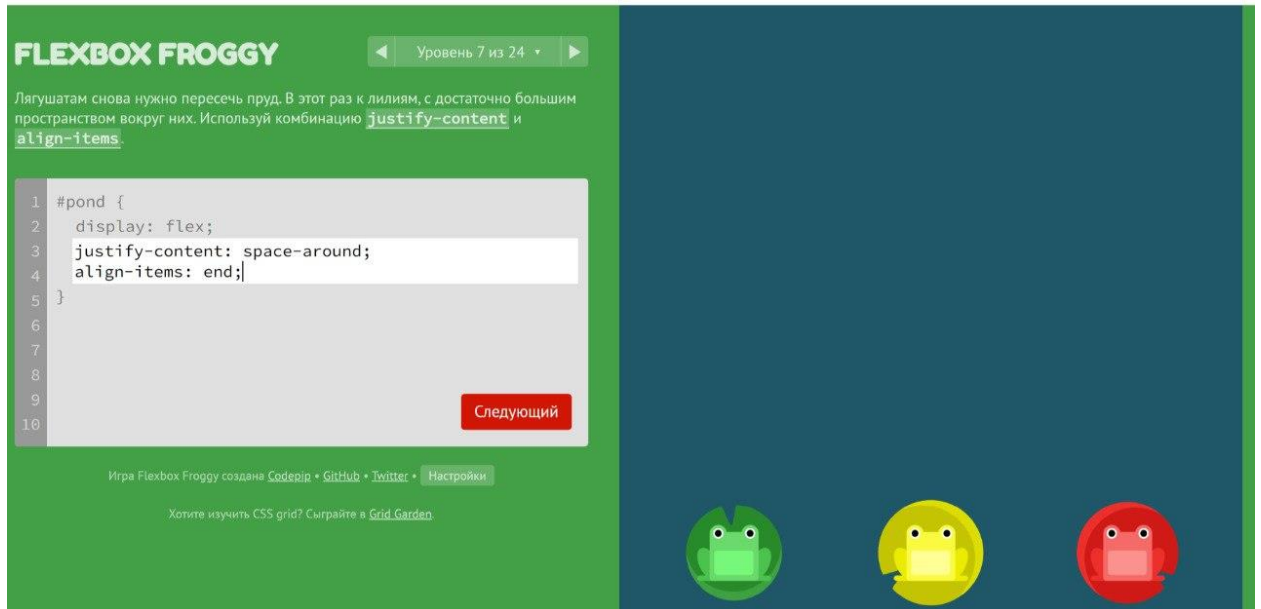 FLEXBOX FROGGY
◀ Уровень 7 из 24 ▾ ▶
Лягушатам снова нужно пересечь пруд. В этот раз к лилиям, с достаточно большим
пространством вокруг них. Используй комбинацию justify-content и
align-items.
1 #pond {
2 display: flex;
3 justify-content: space-around;
4 align-items: end;
5 }
6
7
8
9
10
Следующий
Игра Flexbox Froggy создана Codepip • GitHub • Twitter • Настройки
Хотите изучить CSS grid? Сыграйте в Grid Garden.